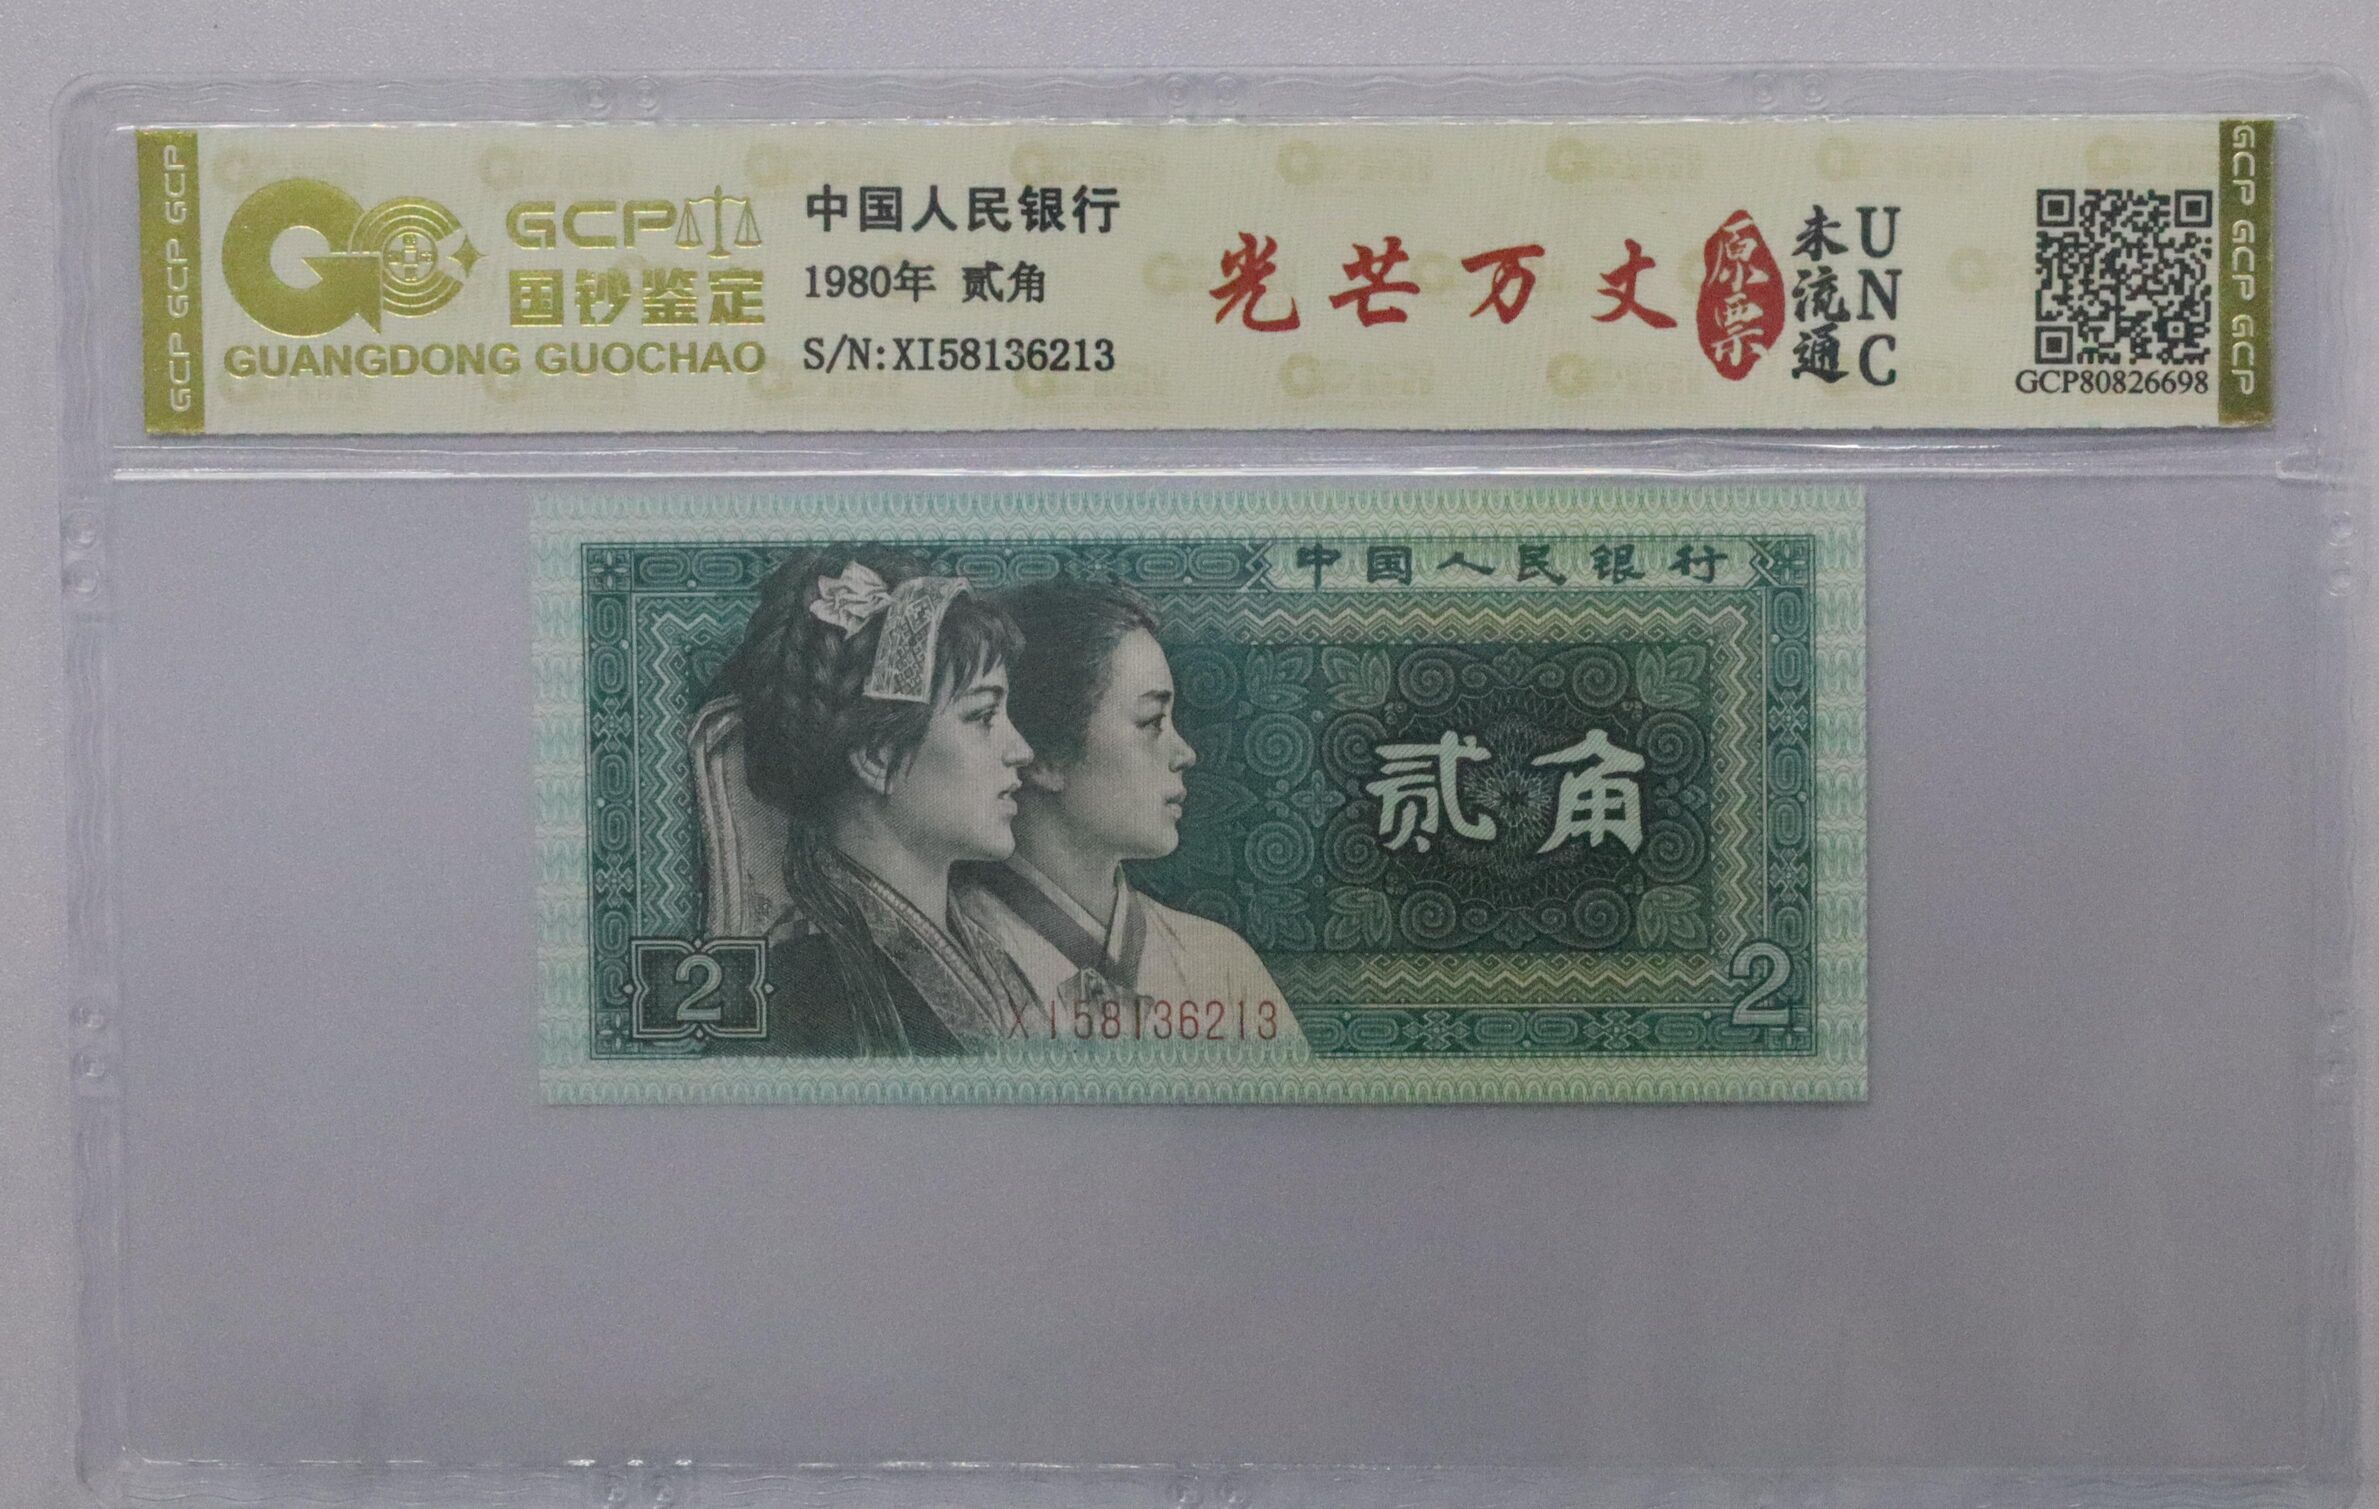 GCP GCP GCP
GCP
国钞鉴定
GUANGDONG GUOCHAO
中国人民银行
1980年 贰角
S/N:XI58136213
光芒万丈
原票
未流通
UNC
GCP80826698
GCP GCP GCP
中国人民银行
贰角
2
XI58136213
2